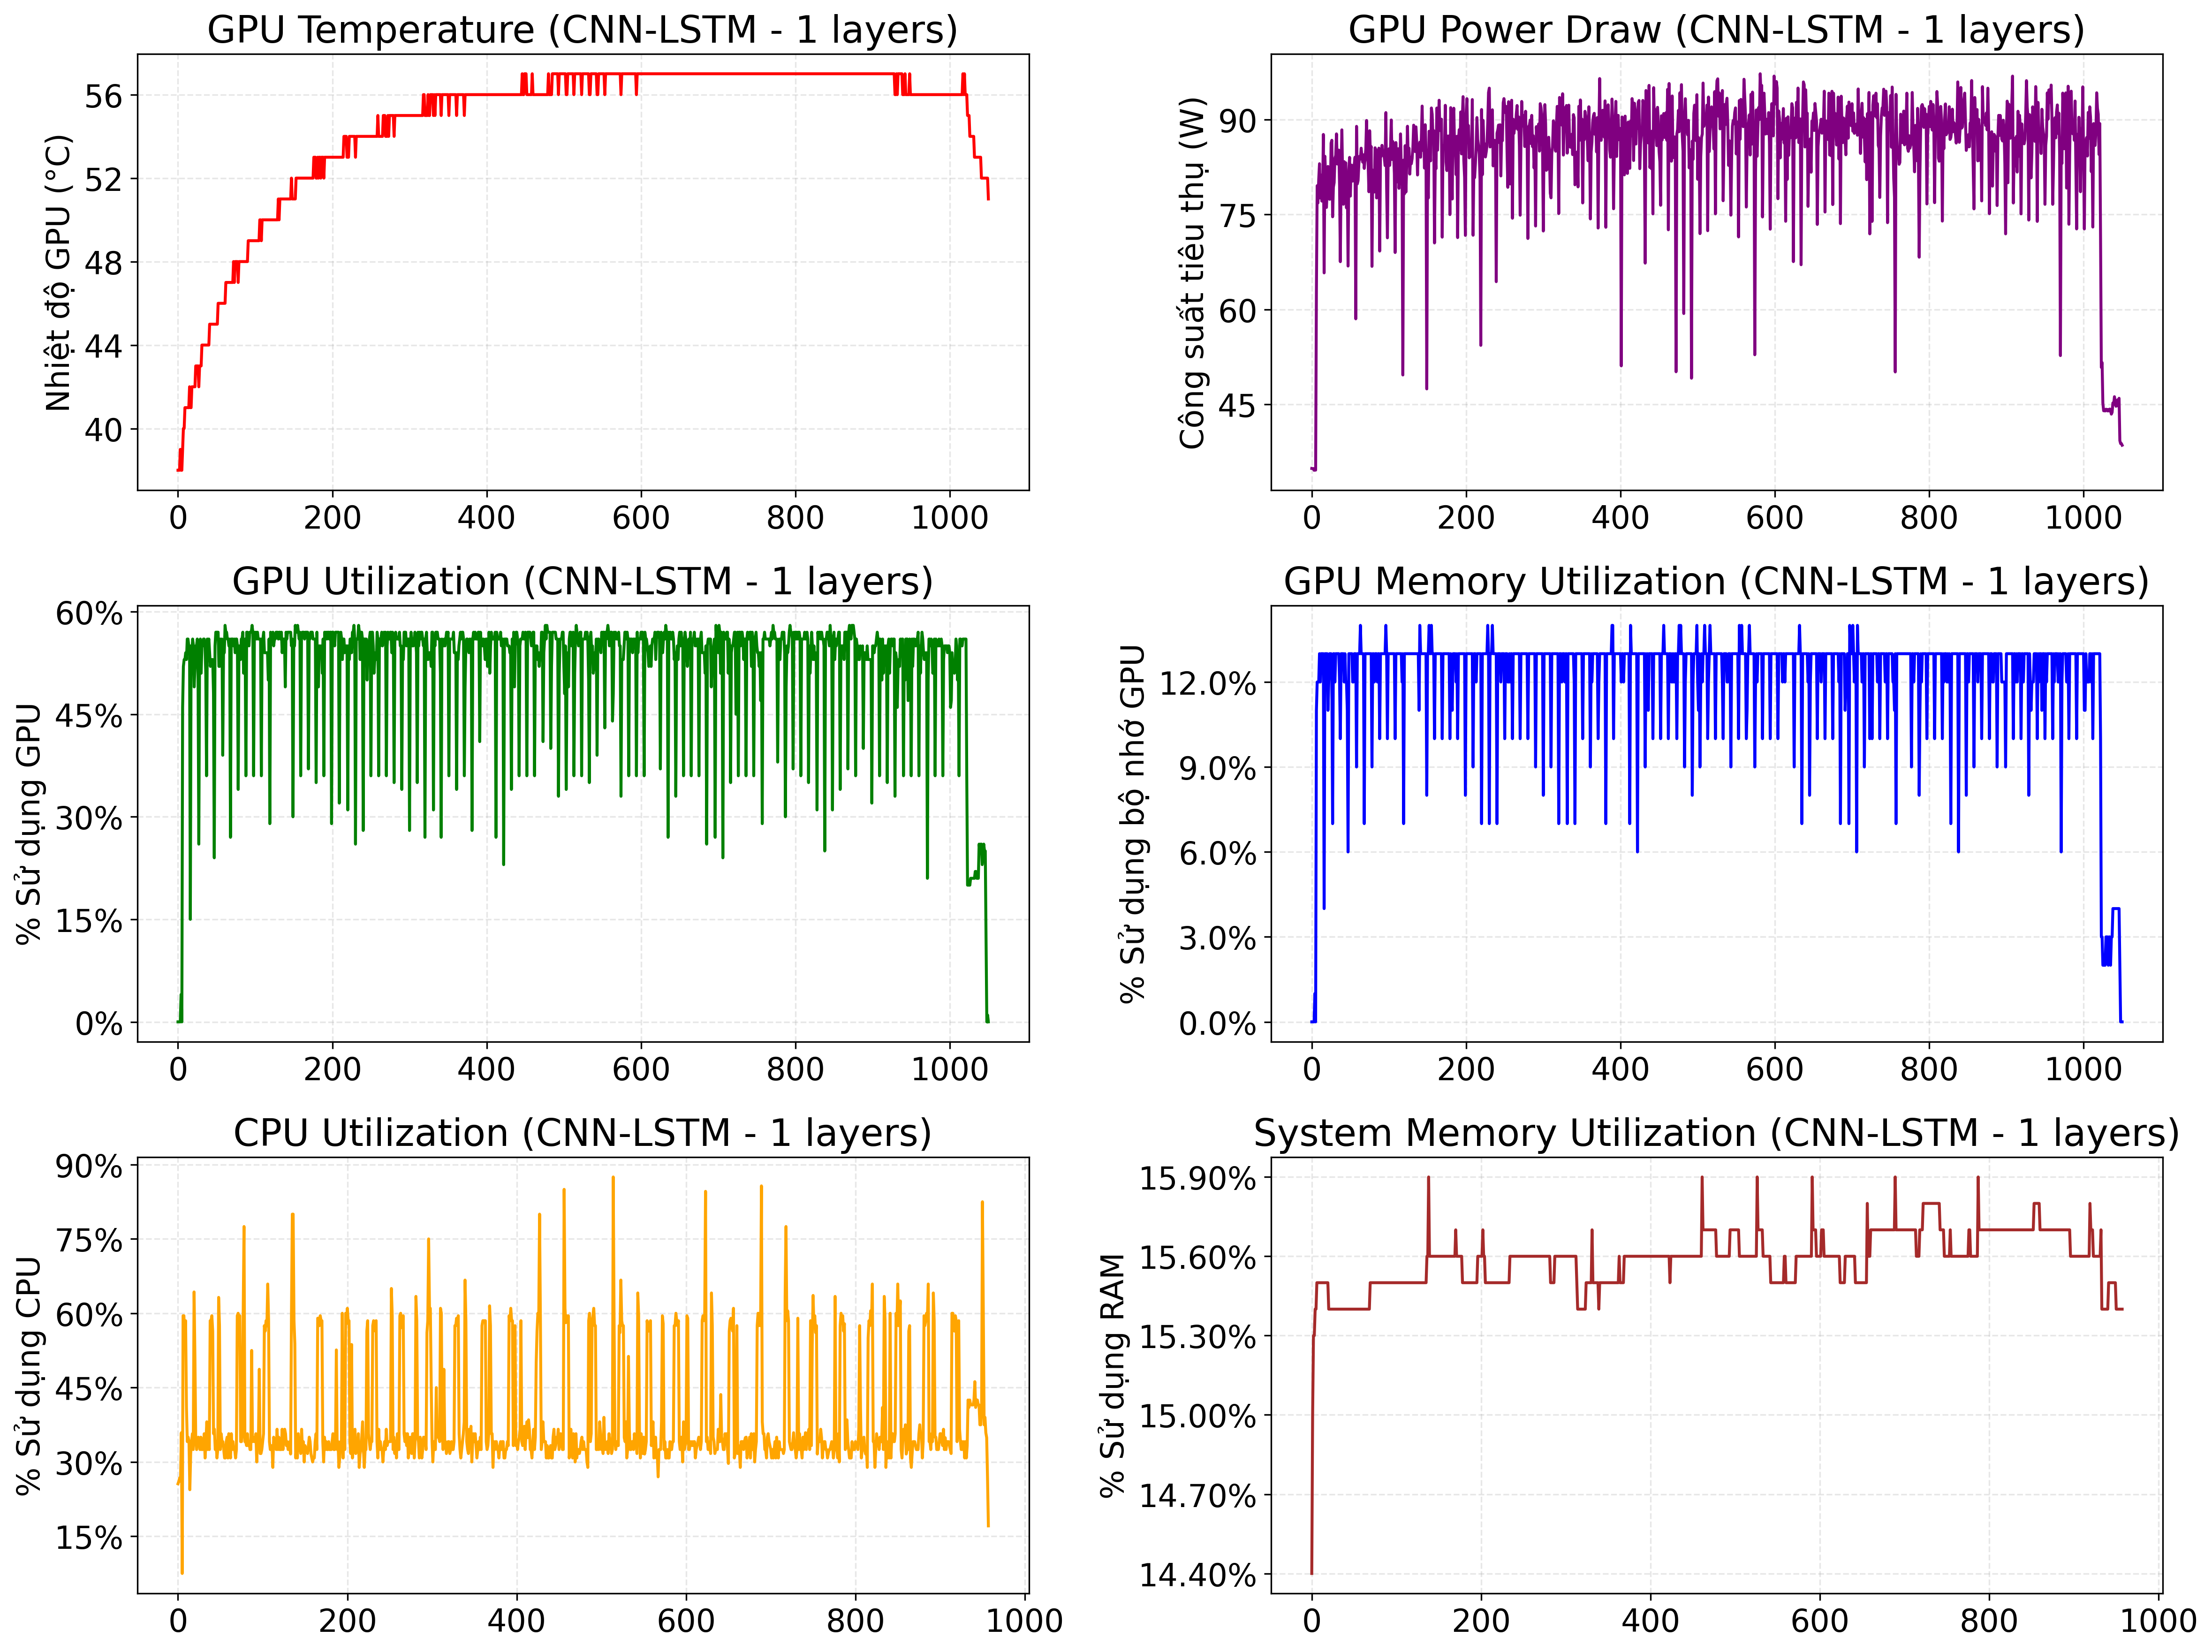 GPU Temperature (CNN-LSTM - 1 layers)
Nhiệt độ GPU (°C)
56
52
48
44
40
0 200 400 600 800 1000
GPU Power Draw (CNN-LSTM - 1 layers)
Công suất tiêu thụ (W)
90
75
60
45
0 200 400 600 800 1000
GPU Utilization (CNN-LSTM - 1 layers)
% Sử dụng GPU
60%
45%
30%
15%
0%
0 200 400 600 800 1000
GPU Memory Utilization (CNN-LSTM - 1 layers)
% Sử dụng bộ nhớ GPU
12.0%
9.0%
6.0%
3.0%
0.0%
0 200 400 600 800 1000
CPU Utilization (CNN-LSTM - 1 layers)
% Sử dụng CPU
90%
75%
60%
45%
30%
15%
0 200 400 600 800 1000
System Memory Utilization (CNN-LSTM - 1 layers)
% Sử dụng RAM
15.90%
15.60%
15.30%
15.00%
14.70%
14.40%
0 200 400 600 800 1000